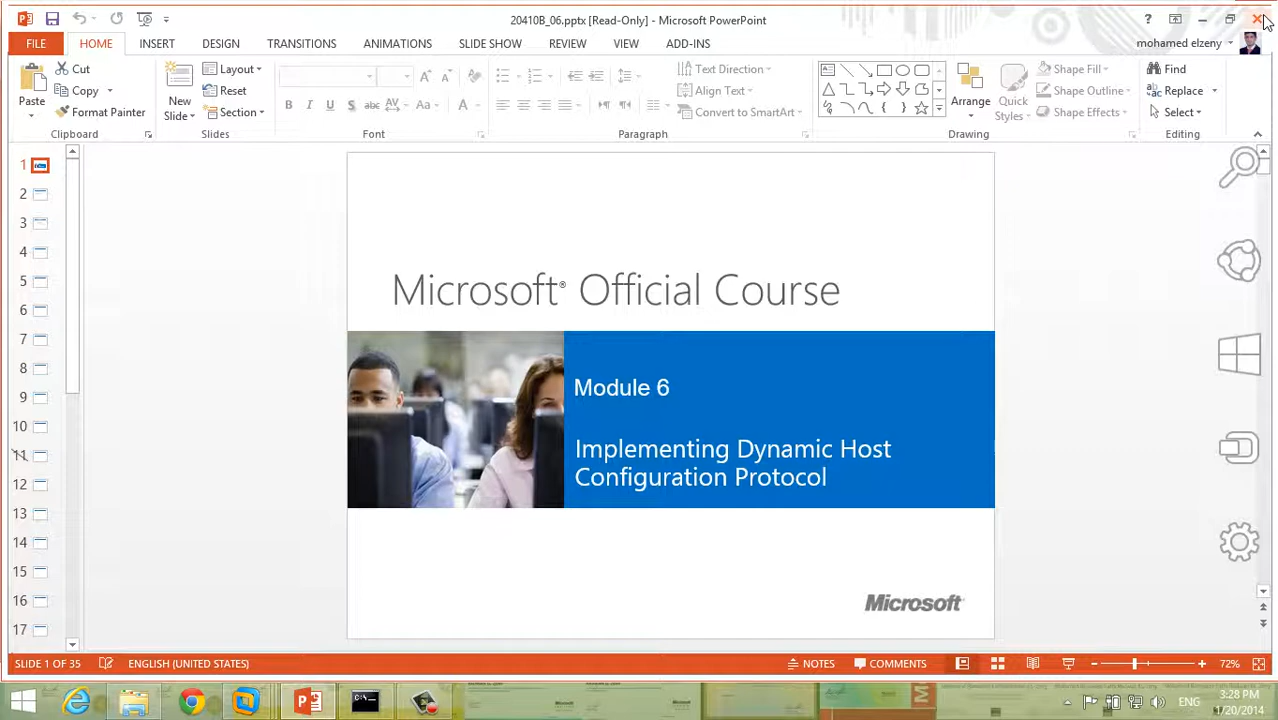 20410B_06.pptx [Read-Only] - Microsoft PowerPoint
?
FILE HOME INSERT DESIGN TRANSITIONS ANIMATIONS SLIDE SHOW REVIEW VIEW ADD-INS mohamed elzeny
Paste
Cut
Copy
Format Painter
Clipboard
New Slide
Layout
Reset
Section
Slides
B I U S abc AV Aa A
Font
Text Direction
Align Text
Convert to SmartArt
Paragraph
Arrange
Quick Styles
Shape Fill
Shape Outline
Shape Effects
Drawing
Find
Replace
Select
Editing
1
2
3
4
5
6
7
8
9
10
11
12
13
14
15
16
17
Microsoft® Official Course
Module 6
Implementing Dynamic Host
Configuration Protocol
Microsoft
SLIDE 1 OF 35 ENGLISH (UNITED STATES) NOTES COMMENTS 72%
ENG
3:28 PM
1/20/2014